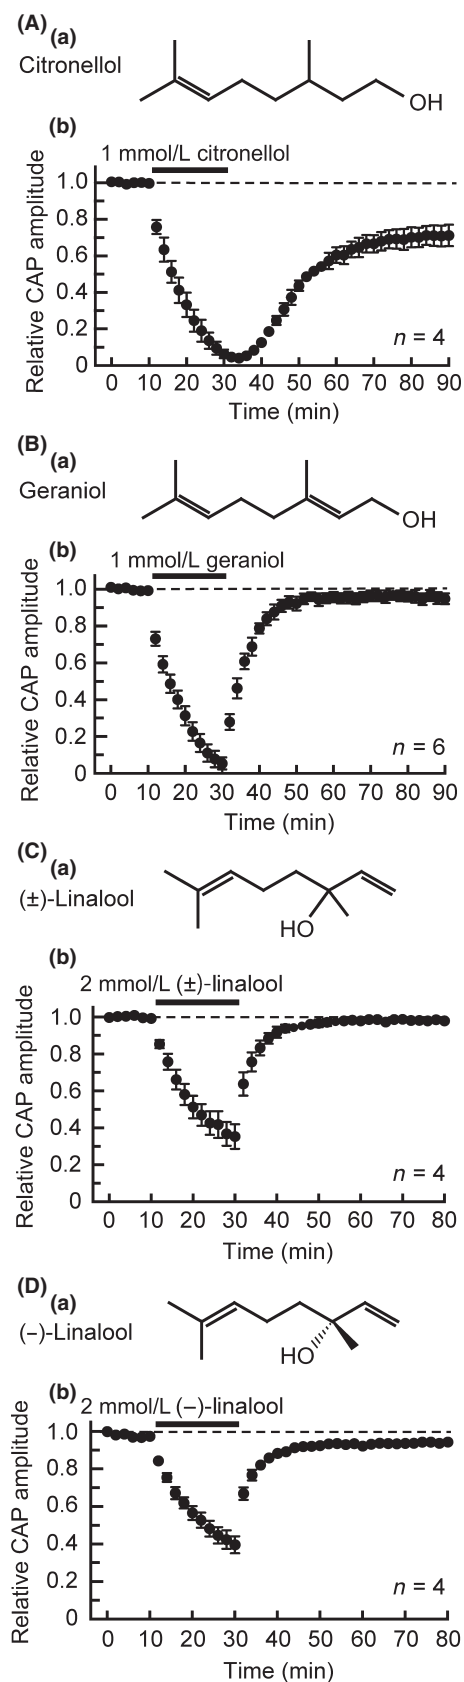 (A) (a)
Citronellol
OH
(b)
1 mmol/L citronellol
Relative CAP amplitude
1.0
0.8
0.6
0.4
0.2
0
n = 4
0 10 20 30 40 50 60 70 80 90
Time (min)
(B) (a)
Geraniol
OH
(b)
1 mmol/L geraniol
Relative CAP amplitude
1.0
0.8
0.6
0.4
0.2
0
n = 6
0 10 20 30 40 50 60 70 80 90
Time (min)
(C) (a)
(±)-Linalool
HO
(b)
2 mmol/L (±)-linalool
Relative CAP amplitude
1.0
0.8
0.6
0.4
0.2
0
n = 4
0 10 20 30 40 50 60 70 80
Time (min)
(D) (a)
(−)-Linalool
HO
(b)
2 mmol/L (−)-linalool
Relative CAP amplitude
1.0
0.8
0.6
0.4
0.2
0
n = 4
0 10 20 30 40 50 60 70 80
Time (min)